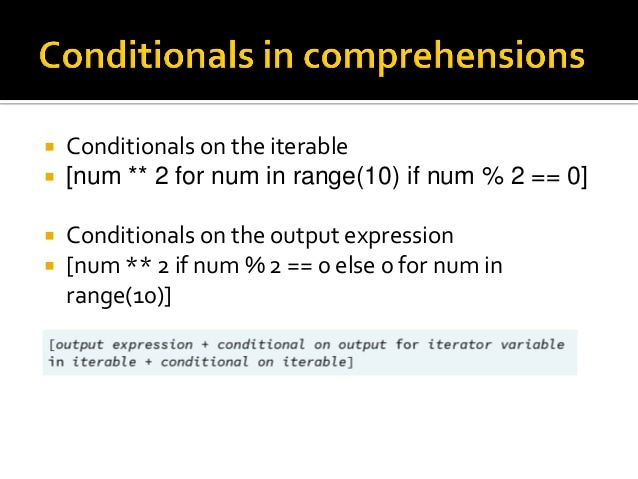 Conditionals in comprehensions
Conditionals on the iterable
[num ** 2 for num in range(10) if num % 2 == 0]
Conditionals on the output expression
[num ** 2 if num % 2 == 0 else 0 for num in
range(10)]
[output expression + conditional on output for iterator variable
in iterable + conditional on iterable]